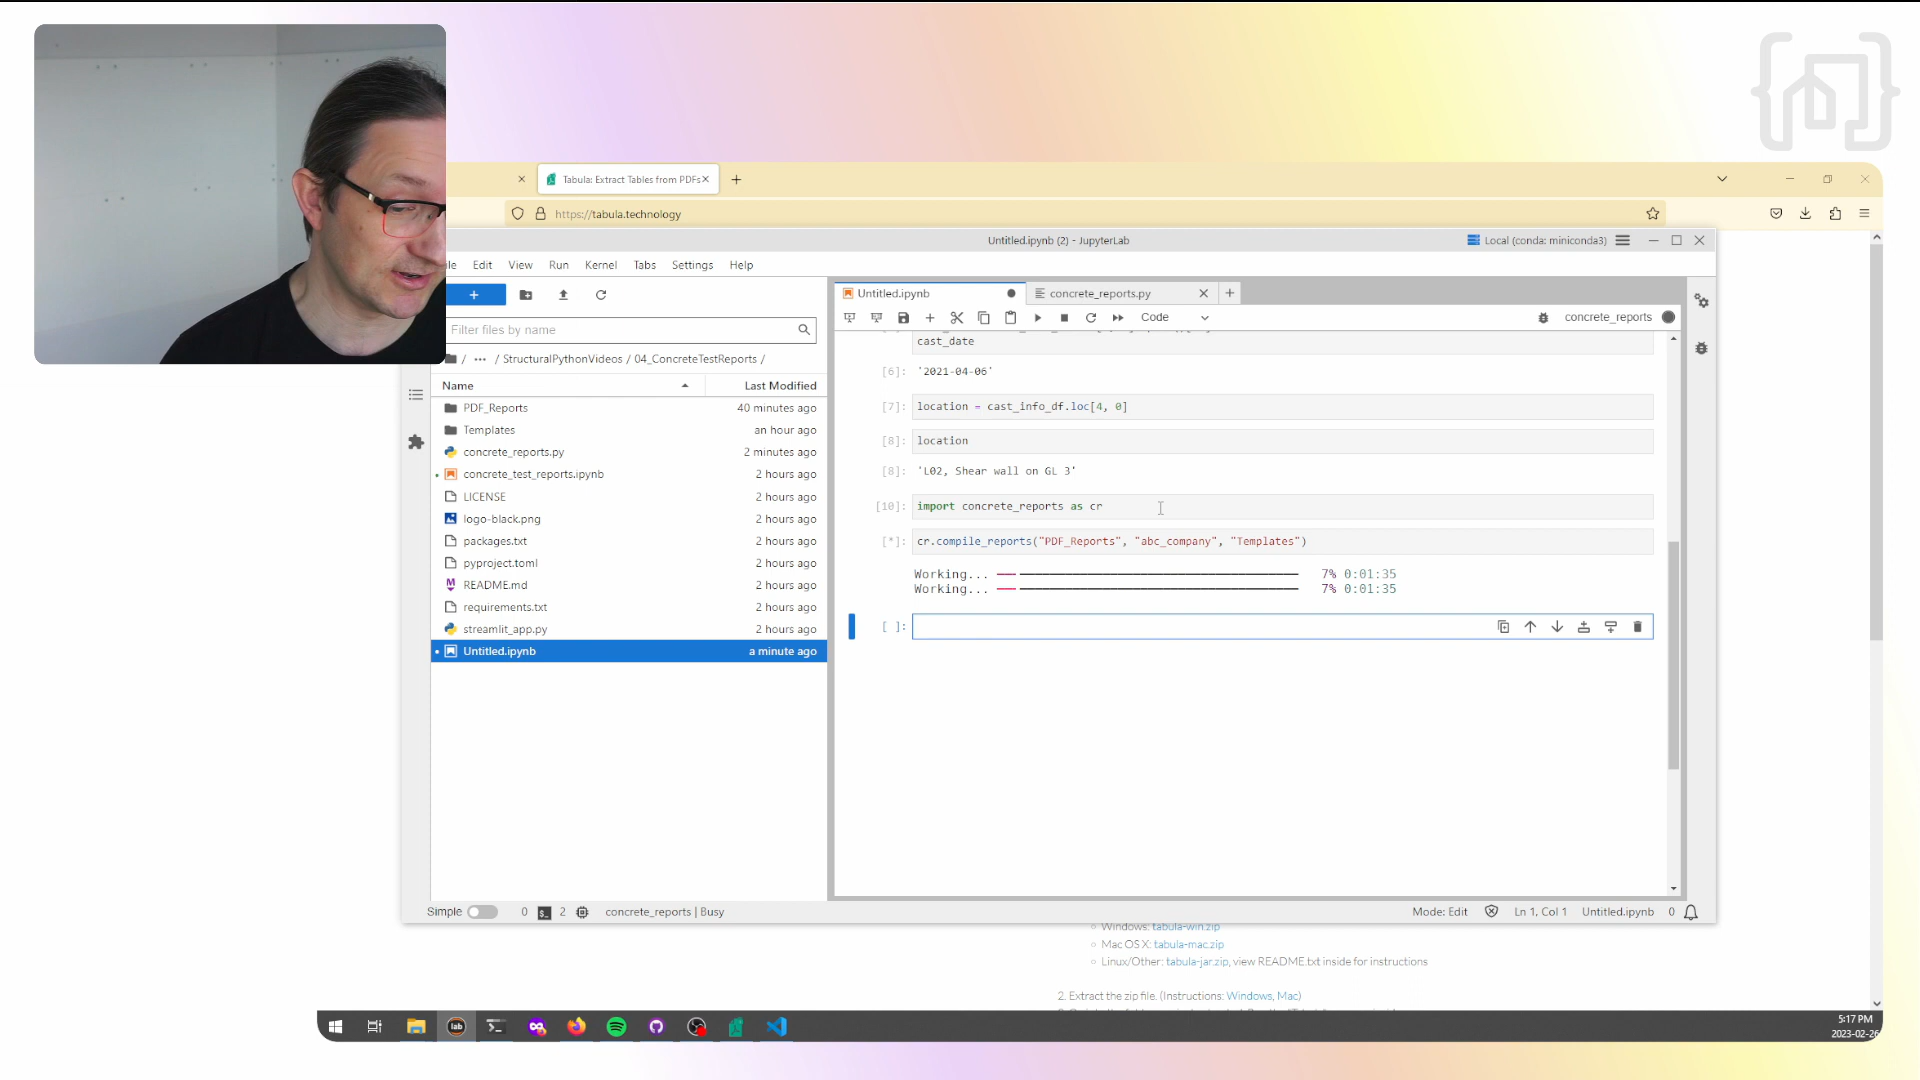 Tabula: Extract Tables from PDFs
https://tabula.technology
Untitled.ipynb (2) - JupyterLab
Local (conda: miniconda3)
Edit View Run Kernel Tabs Settings Help
Untitled.ipynb
concrete_reports.py
Filter files by name
Code
concrete_reports
/ ··· / StructuralPythonVideos / 04_ConcreteTestReports /
Name Last Modified
PDF_Reports 40 minutes ago
Templates an hour ago
concrete_reports.py 2 minutes ago
concrete_test_reports.ipynb 2 hours ago
LICENSE 2 hours ago
logo-black.png 2 hours ago
packages.txt 2 hours ago
pyproject.toml 2 hours ago
README.md 2 hours ago
requirements.txt 2 hours ago
streamlit_app.py 2 hours ago
Untitled.ipynb a minute ago
cast_date
[6]: '2021-04-06'
[7]: location = cast_info_df.loc[4, 0]
[8]: location
[8]: 'L02, Shear wall on GL 3'
[10]: import concrete_reports as cr
[*]: cr.compile_reports("PDF_Reports", "abc_company", "Templates")
Working... 7% 0:01:35
Working... 7% 0:01:35
[ ]:
Simple 0 2 concrete_reports | Busy
Mode: Edit Ln 1, Col 1 Untitled.ipynb 0
Windows: tabula-win.zip
Mac OS X: tabula-mac.zip
Linux/Other: tabula-jar.zip, view README.txt inside for instructions
2. Extract the zip file. (Instructions: Windows, Mac)
lab
5:17 PM
2023-02-26